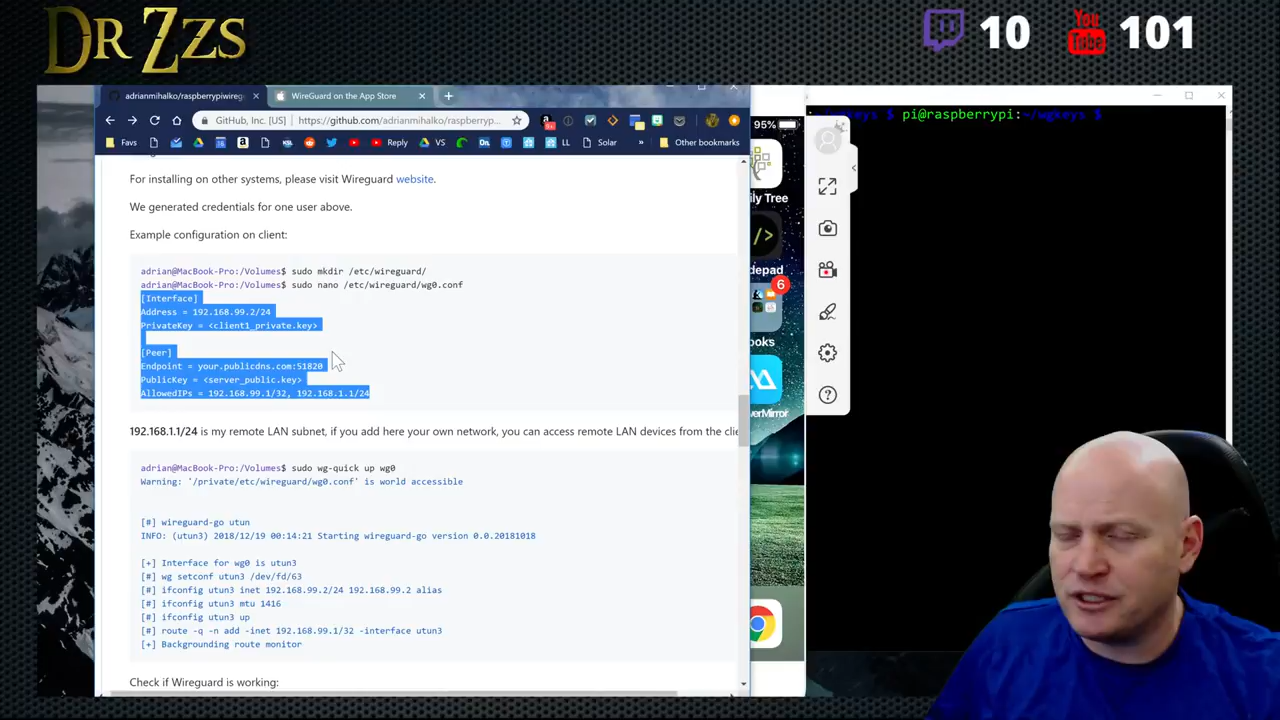 DR ZZS
10
You Tube
101
adrianmihalko/raspberrypiwireg
WireGuard on the App Store
GitHub, Inc. [US]
https://github.com/adrianmihalko/raspberryp...
Favs
Reply
VS
LL
Solar
»
Other bookmarks
For installing on other systems, please visit Wireguard website.
We generated credentials for one user above.
Example configuration on client:
adrian@MacBook-Pro:/Volumes$ sudo mkdir /etc/wireguard/
adrian@MacBook-Pro:/Volumes$ sudo nano /etc/wireguard/wg0.conf
[Interface]
Address = 192.168.99.2/24
PrivateKey = <client1_private.key>
[Peer]
Endpoint = your.publicdns.com:51820
PublicKey = <server_public.key>
AllowedIPs = 192.168.99.1/32, 192.168.1.1/24
192.168.1.1/24 is my remote LAN subnet, if you add here your own network, you can access remote LAN devices from the clie
adrian@MacBook-Pro:/Volumes$ sudo wg-quick up wg0
Warning: '/private/etc/wireguard/wg0.conf' is world accessible
[#] wireguard-go utun
INFO: (utun3) 2018/12/19 00:14:21 Starting wireguard-go version 0.0.20181018
[+] Interface for wg0 is utun3
[#] wg setconf utun3 /dev/fd/63
[#] ifconfig utun3 inet 192.168.99.2/24 192.168.99.2 alias
[#] ifconfig utun3 mtu 1416
[#] ifconfig utun3 up
[#] route -q -n add -inet 192.168.99.1/32 -interface utun3
[+] Backgrounding route monitor
Check if Wireguard is working:
95%
ily Tree
</>
depad
6
ooks
verMirror
$ pi@raspberrypi:~/wgkeys $